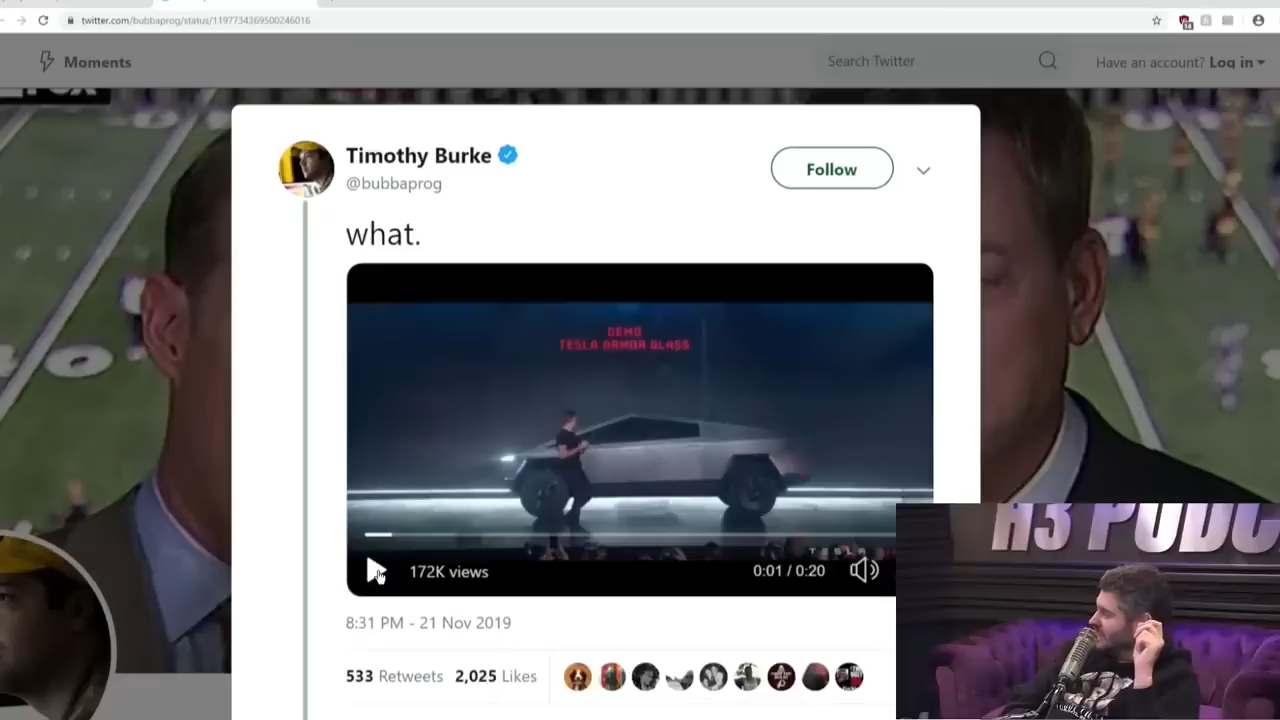 twitter.com/bubbaprog/status/1197734369500246016
Moments
Search Twitter
Have an account? Log in
Timothy Burke
@bubbaprog
Follow
what.
DEMO
TESLA ARMOR GLASS
TESLA
172K views
0:01 / 0:20
8:31 PM - 21 Nov 2019
533 Retweets 2,025 Likes
H3 PODC